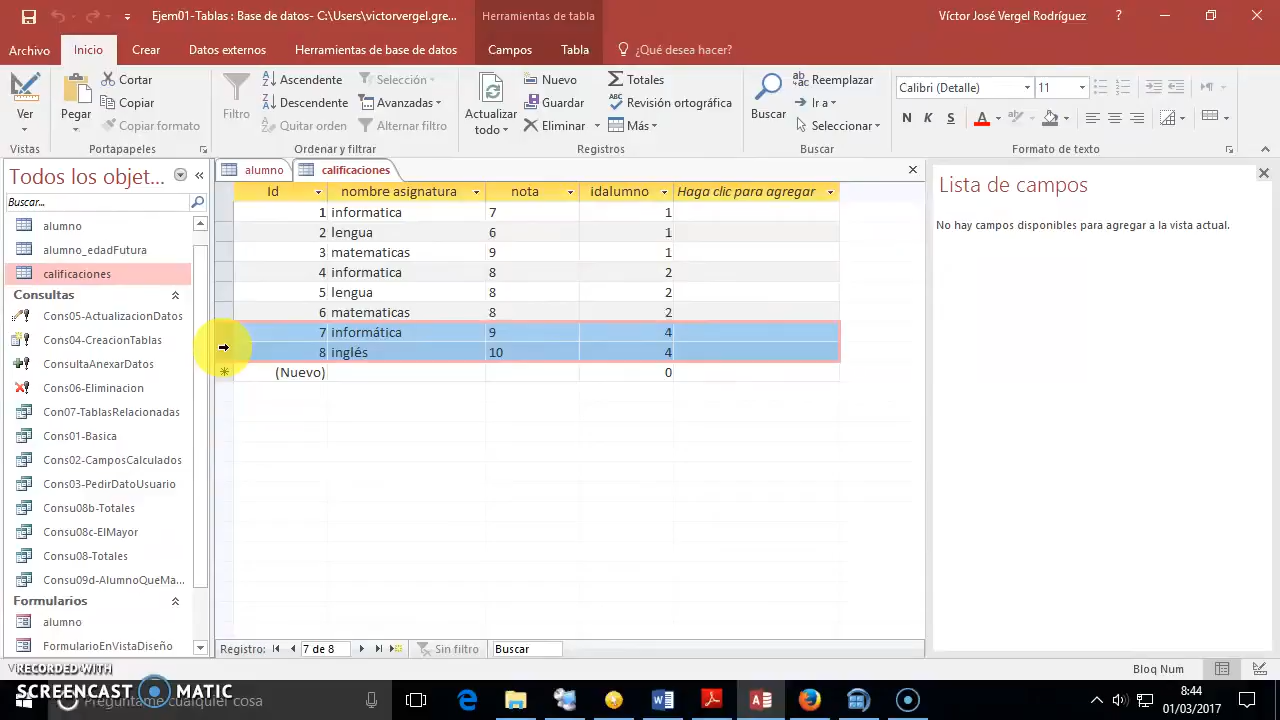 Ejem01-Tablas : Base de datos- C:\Users\victorvergel.gre... Herramientas de tabla Víctor José Vergel Rodríguez ?
Archivo Inicio Crear Datos externos Herramientas de base de datos Campos Tabla ¿Qué desea hacer?
Ver
Vistas
Pegar
Cortar
Copiar
Copiar formato
Portapapeles
Filtro
Ascendente
Descendente
Quitar orden
Selección
Avanzadas
Alternar filtro
Ordenar y filtrar
Actualizar
todo
Nuevo
Guardar
Eliminar
Totales
Revisión ortográfica
Más
Registros
Buscar
Reemplazar
Ir a
Seleccionar
Buscar
Calibri (Detalle) 11
N K S A
Formato de texto
Todos los objet...
Buscar...
alumno
alumno_edadFutura
calificaciones
Consultas
Cons05-ActualizacionDatos
Cons04-CreacionTablas
ConsultaAnexarDatos
Cons06-Eliminacion
Con07-TablasRelacionadas
Cons01-Basica
Cons02-CamposCalculados
Cons03-PedirDatoUsuario
Consu08b-Totales
Consu08c-ElMayor
Consu08-Totales
Consu09d-AlumnoQueMa...
Formularios
alumno
FormularioEnVistaDiseño
alumno calificaciones
Id nombre asignatura nota idalumno Haga clic para agregar
1 informatica 7 1
2 lengua 6 1
3 matematicas 9 1
4 informatica 8 2
5 lengua 8 2
6 matematicas 8 2
7 informática 9 4
8 inglés 10 4
(Nuevo) 0
Registro: 7 de 8 Sin filtro Buscar
Lista de campos
No hay campos disponibles para agregar a la vista actual.
Bloq Num
RECORDED WITH
SCREENCAST MATIC
Pregúntame cualquier cosa
8:44
01/03/2017